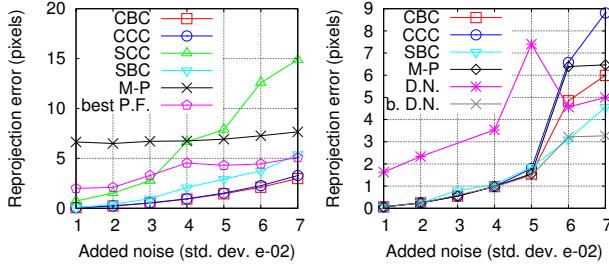 Reprojection error (pixels)
20
15
10
5
0
CBC
CCC
SCC
SBC
M-P
best P.F.
1 2 3 4 5 6 7
Added noise (std. dev. e-02)
Reprojection error (pixels)
9
8
7
6
5
4
3
2
1
0
CBC
CCC
SBC
M-P
D.N.
b. D.N.
1 2 3 4 5 6 7
Added noise (std. dev. e-02)